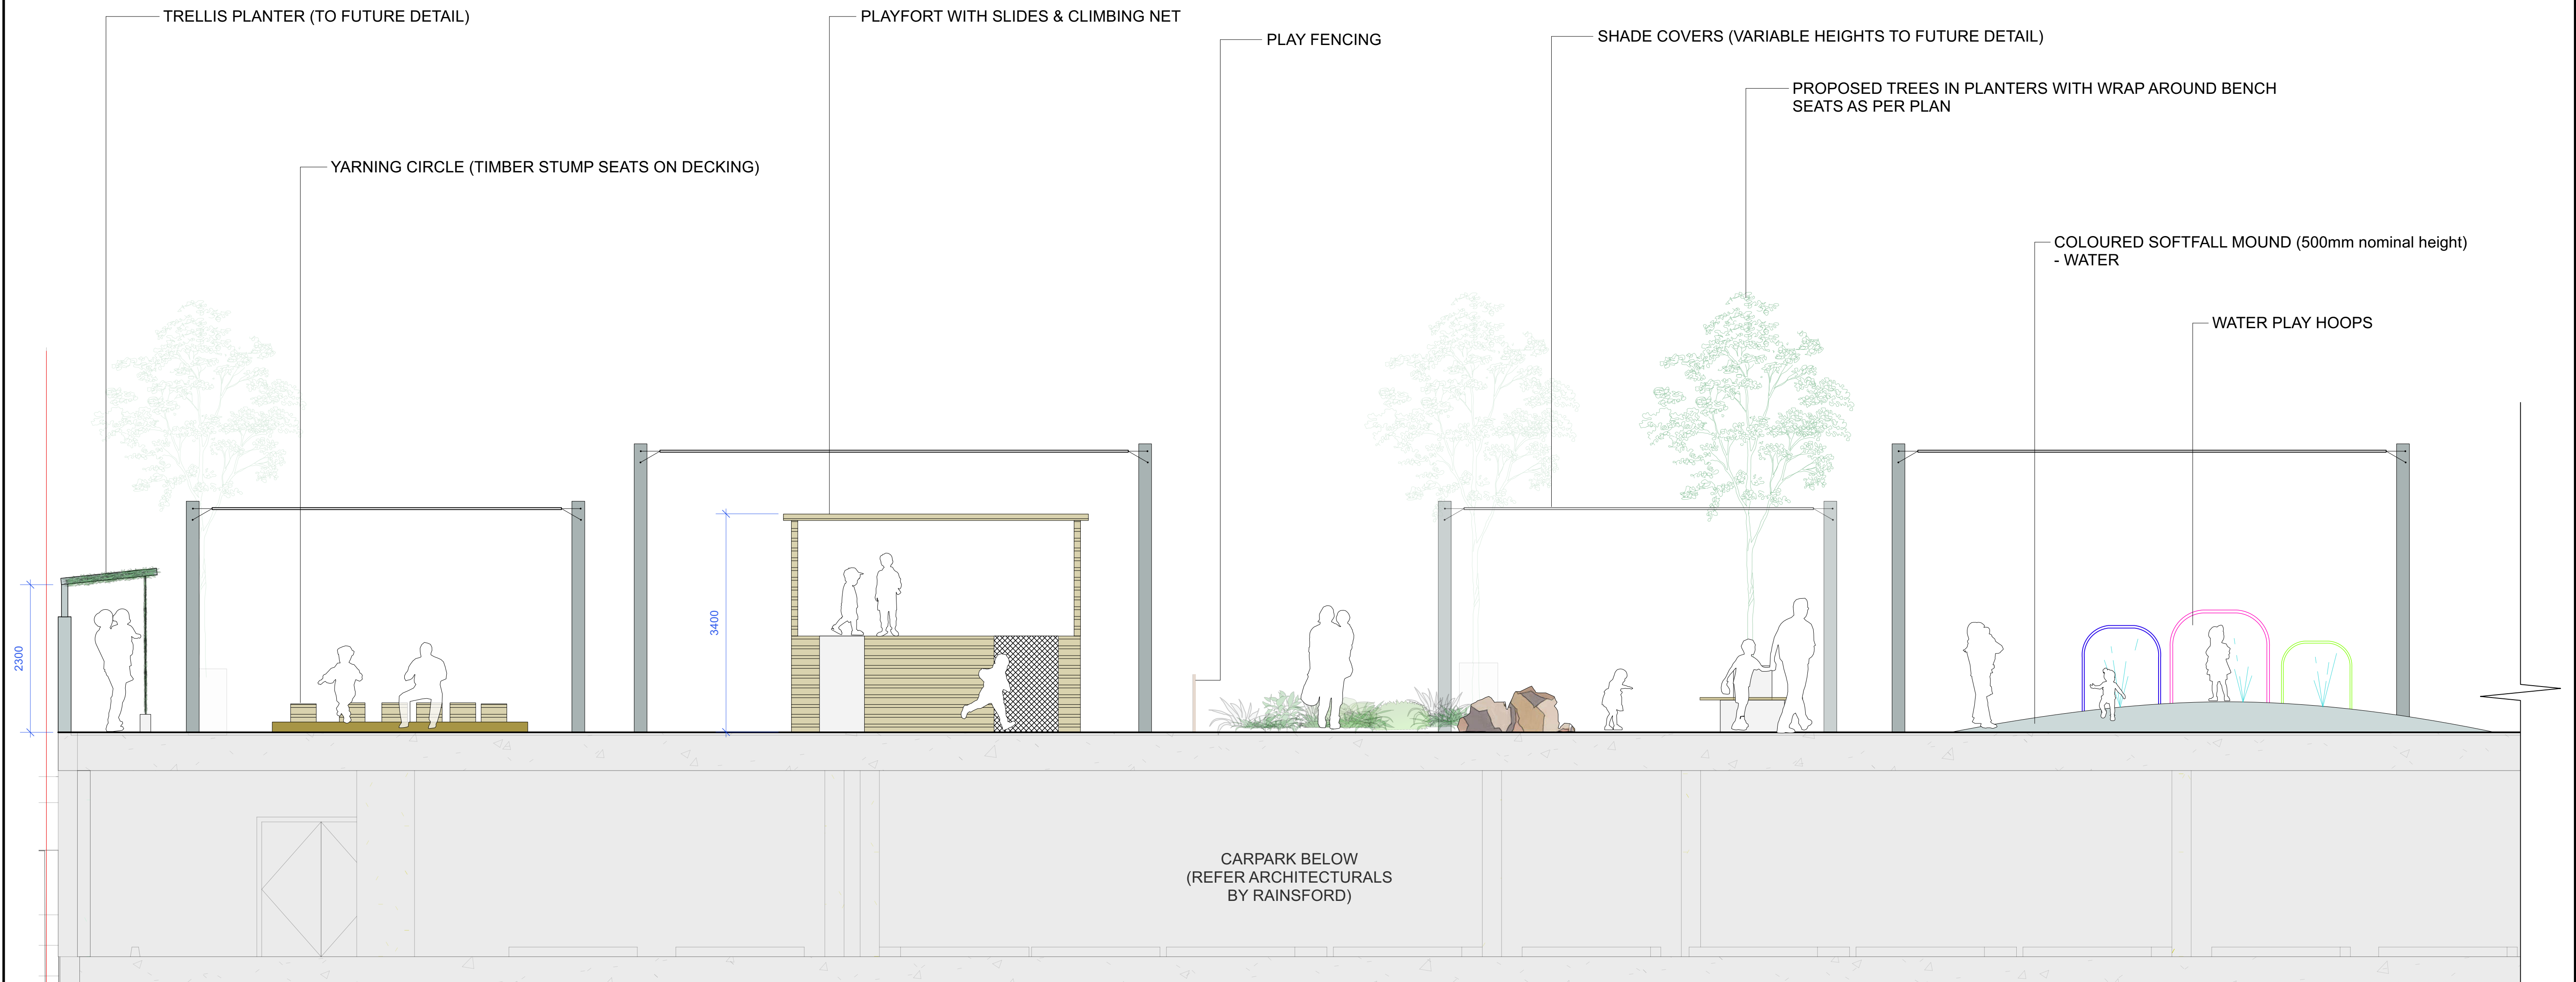 TRELLIS PLANTER (TO FUTURE DETAIL)
PLAYFORT WITH SLIDES & CLIMBING NET
PLAY FENCING
SHADE COVERS (VARIABLE HEIGHTS TO FUTURE DETAIL)
PROPOSED TREES IN PLANTERS WITH WRAP AROUND BENCH
SEATS AS PER PLAN
YARNING CIRCLE (TIMBER STUMP SEATS ON DECKING)
COLOURED SOFTFALL MOUND (500mm nominal height)
- WATER
WATER PLAY HOOPS
2300
3400
CARPARK BELOW
(REFER ARCHITECTURALS
BY RAINSFORD)